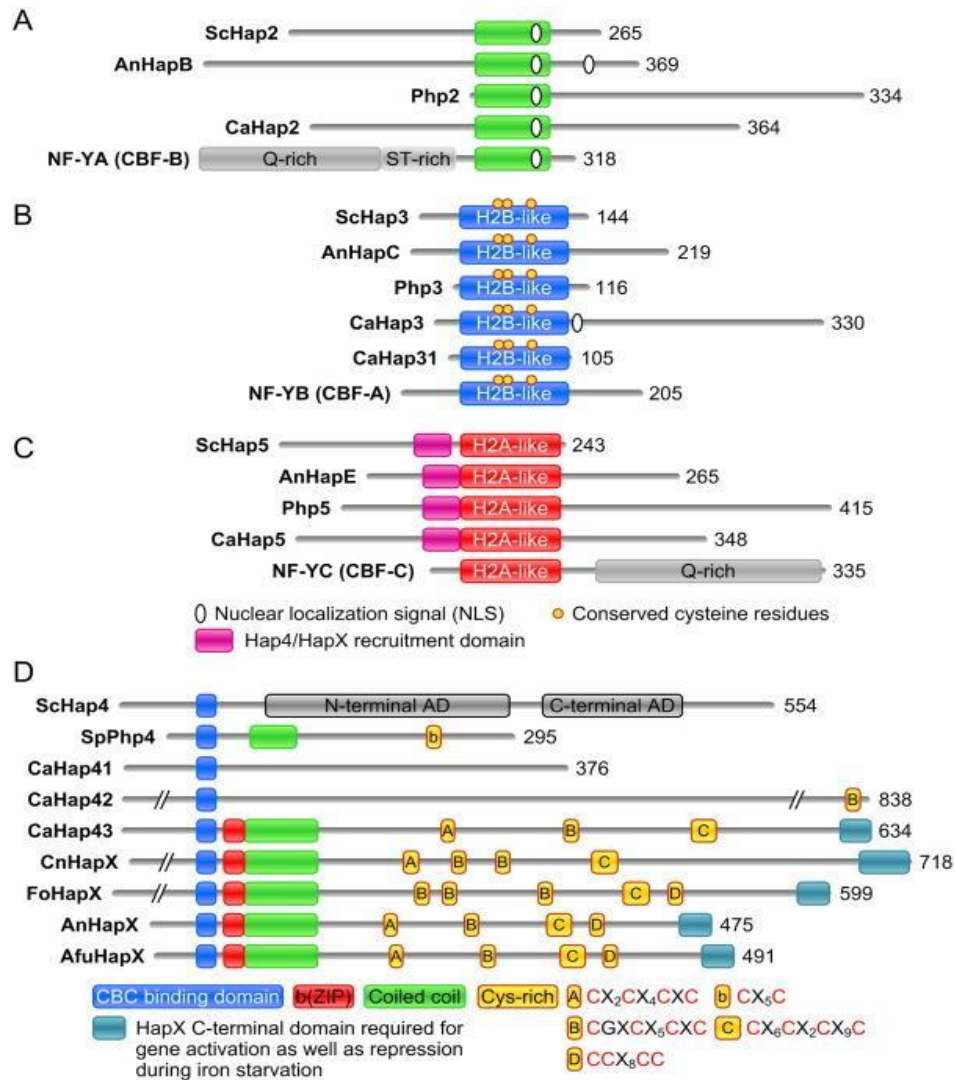 A
ScHap2 265
AnHapB 369
Php2 334
CaHap2 364
NF-YA (CBF-B) Q-rich ST-rich 318
B
ScHap3 H2B-like 144
AnHapC H2B-like 219
Php3 H2B-like 116
CaHap3 H2B-like 330
CaHap31 H2B-like 105
NF-YB (CBF-A) H2B-like 205
C
ScHap5 H2A-like 243
AnHapE H2A-like 265
Php5 H2A-like 415
CaHap5 H2A-like 348
NF-YC (CBF-C) H2A-like Q-rich 335
Nuclear localization signal (NLS) Conserved cysteine residues
Hap4/HapX recruitment domain
D
ScHap4 N-terminal AD C-terminal AD 554
SpPhp4 b 295
CaHap41 376
CaHap42 // // B 838
CaHap43 A B C 634
CnHapX // A B B C 718
FoHapX // B B B C D 599
AnHapX A B C D 475
AfuHapX A B C D 491
CBC binding domain b(ZIP) Coiled coil Cys-rich A CX₂CX₄CXC b CX₅C
HapX C-terminal domain required for B CGXCX₅CXC C CX₆CX₂CX₉C
gene activation as well as repression
during iron starvation D CCX₈CC